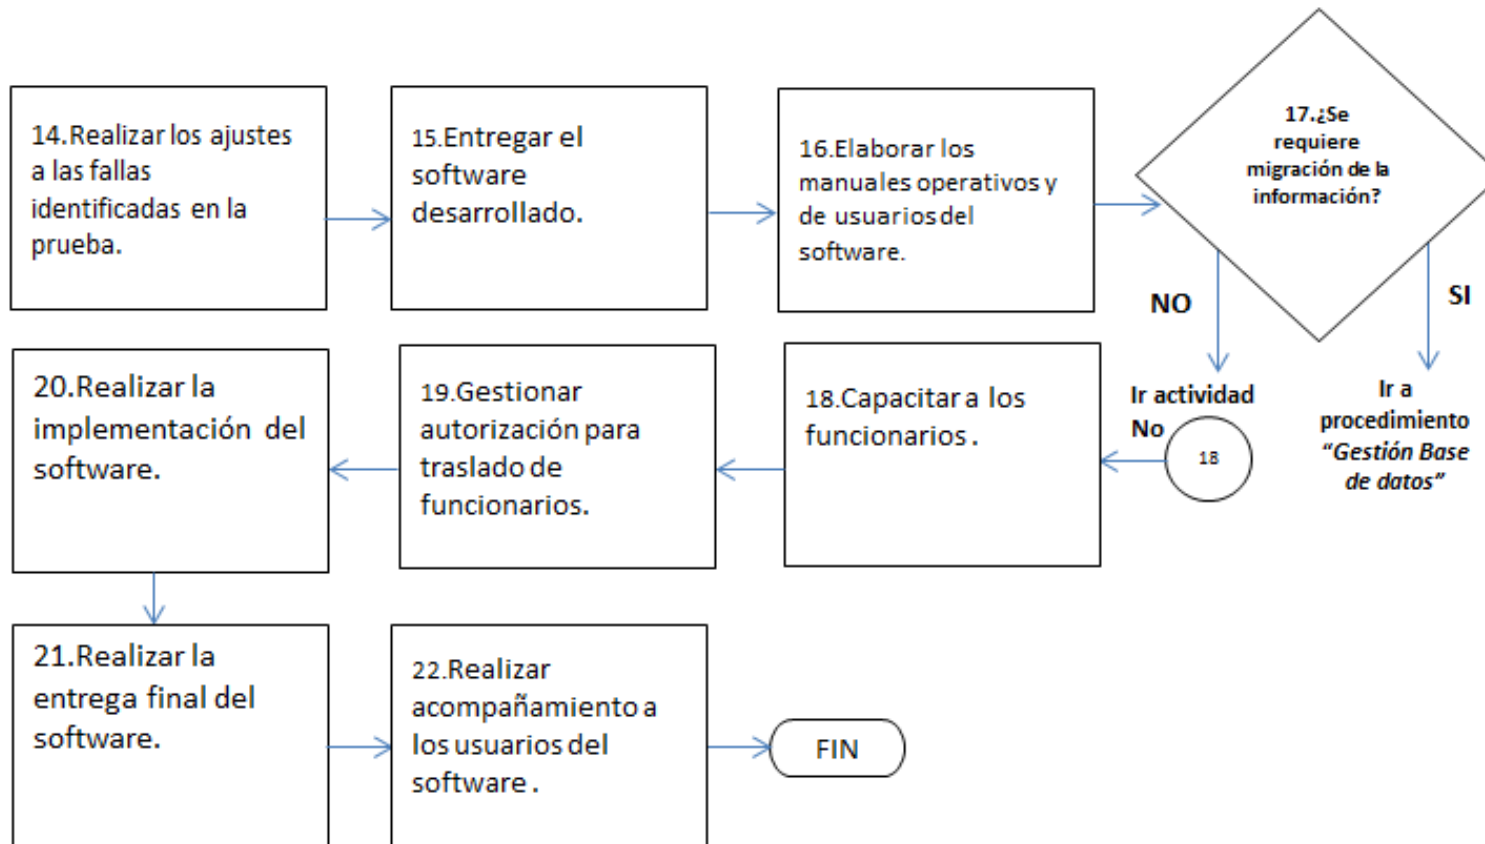 14.Realizar los ajustes
a las fallas
identificadas en la
prueba.
15.Entregar el
software
desarrollado.
16.Elaborar los
manuales operativos y
de usuarios del
software.
17.¿Se
requiere
migración de la
información?
NO
SI
Ir actividad
No
18
Ir a
procedimiento
“Gestión Base
de datos”
18.Capacitar a los
funcionarios.
19.Gestionar
autorización para
traslado de
funcionarios.
20.Realizar la
implementación del
software.
21.Realizar la
entrega final del
software.
22.Realizar
acompañamiento a
los usuarios del
software.
FIN